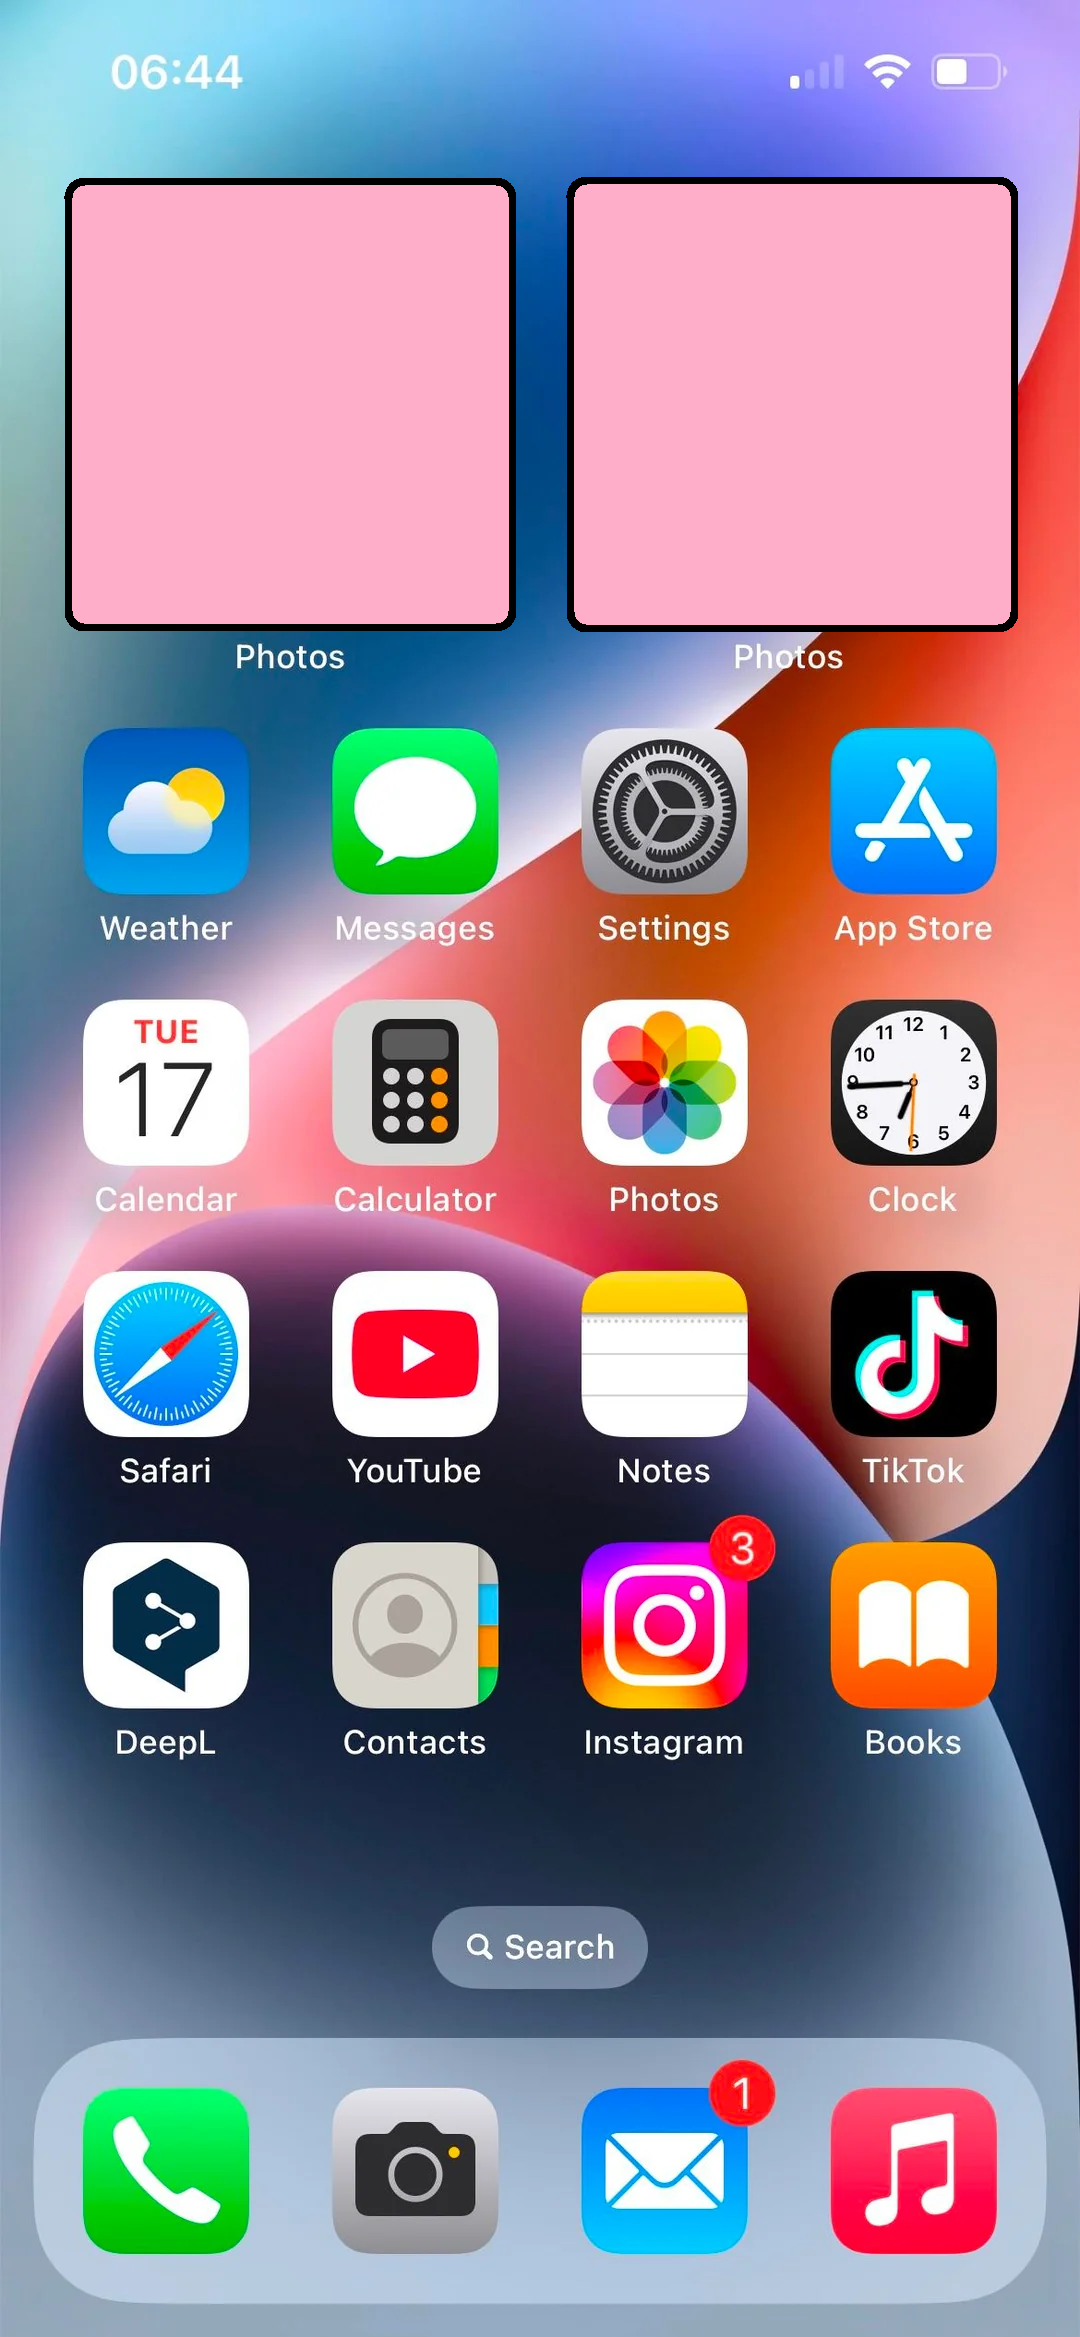 06:44
Photos Photos
Weather Messages Settings App Store
TUE
17
12
11 1
10 2
9 3
8 4
7 5
6
Calendar Calculator Photos Clock
Safari YouTube Notes TikTok
3
DeepL Contacts Instagram Books
Search
1